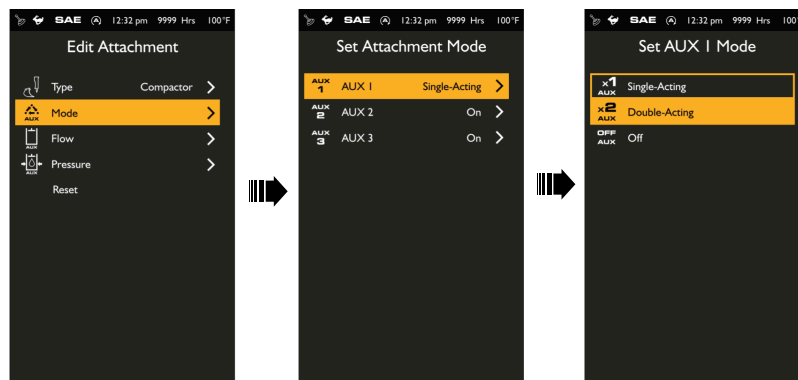 SAE A 12:32 pm 9999 Hrs 100°F
Edit Attachment
Type Compactor
AUX Mode
AUX Flow
AUX Pressure
Reset
SAE A 12:32 pm 9999 Hrs 100°F
Set Attachment Mode
AUX 1 AUX 1 Single-Acting
AUX 2 AUX 2 On
AUX 3 AUX 3 On
SAE A 12:32 pm 9999 Hrs 100
Set AUX 1 Mode
x1 AUX Single-Acting
x2 AUX Double-Acting
OFF AUX Off